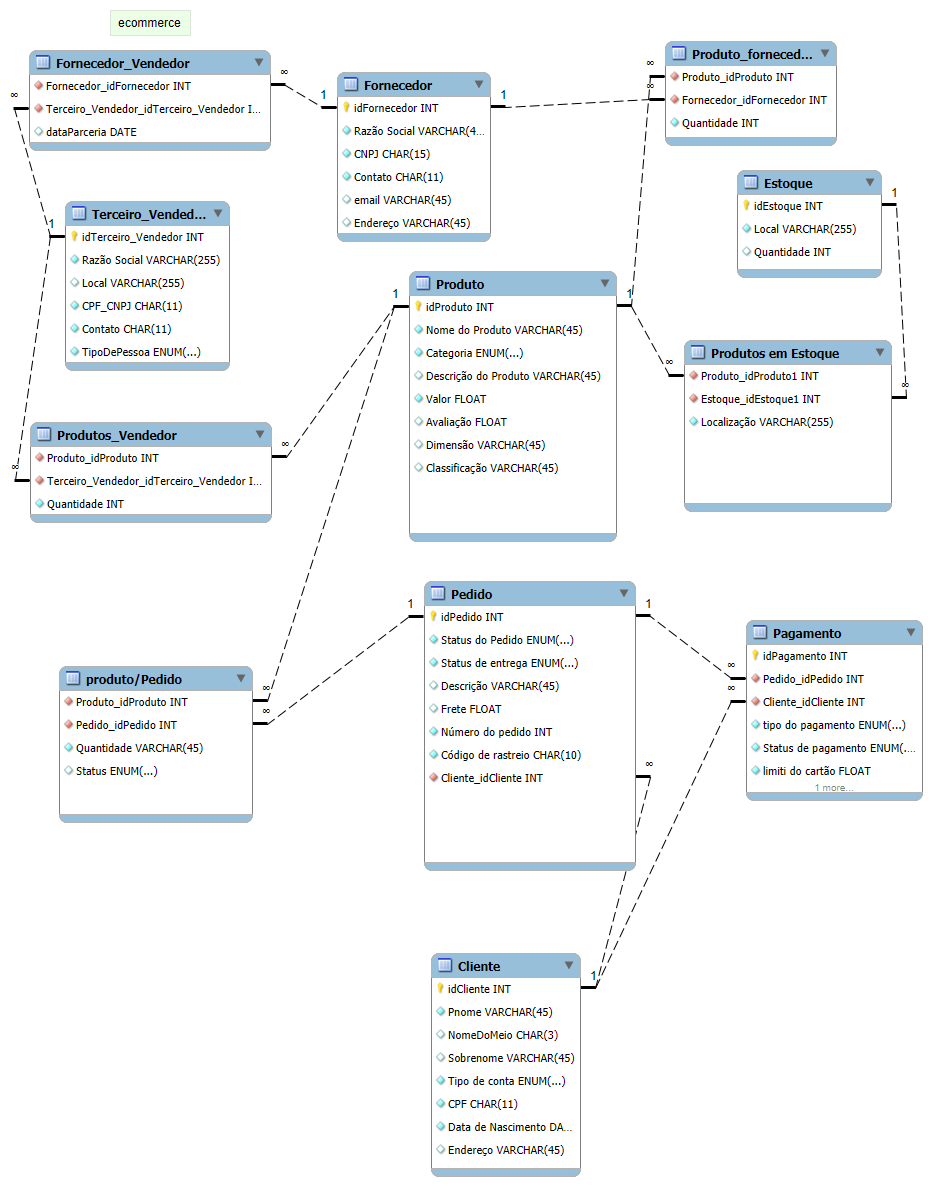 ecommerce
Fornecedor_Vendedor
Fornecedor_idFornecedor INT
Terceiro_Vendedor_idTerceiro_Vendedor I...
dataParceria DATE
∞
∞
1
Fornecedor
idFornecedor INT
Razão Social VARCHAR(4...
CNPJ CHAR(15)
Contato CHAR(11)
email VARCHAR(45)
Endereço VARCHAR(45)
1
∞
∞
Produto_forneced...
Produto_idProduto INT
Fornecedor_idFornecedor INT
Quantidade INT
Estoque
idEstoque INT
Local VARCHAR(255)
Quantidade INT
1
1
Terceiro_Vended...
idTerceiro_Vendedor INT
Razão Social VARCHAR(255)
Local VARCHAR(255)
CPF_CNPJ CHAR(11)
Contato CHAR(11)
TipoDePessoa ENUM(...)
1
Produto
idProduto INT
Nome do Produto VARCHAR(45)
Categoria ENUM(...)
Descrição do Produto VARCHAR(45)
Valor FLOAT
Avaliação FLOAT
Dimensão VARCHAR(45)
Classificação VARCHAR(45)
1
∞
Produtos em Estoque
Produto_idProduto1 INT
Estoque_idEstoque1 INT
Localização VARCHAR(255)
∞
Produtos_Vendedor
Produto_idProduto INT
Terceiro_Vendedor_idTerceiro_Vendedor I...
Quantidade INT
∞
∞
1
Pedido
idPedido INT
Status do Pedido ENUM(...)
Status de entrega ENUM(...)
Descrição VARCHAR(45)
Frete FLOAT
Número do pedido INT
Código de rastreio CHAR(10)
Cliente_idCliente INT
1
∞
∞
∞
Pagamento
idPagamento INT
Pedido_idPedido INT
Cliente_idCliente INT
tipo do pagamento ENUM(...)
Status de pagamento ENUM(....
limiti do cartão FLOAT
1 more...
produto/Pedido
Produto_idProduto INT
Pedido_idPedido INT
Quantidade VARCHAR(45)
Status ENUM(...)
∞
∞
Cliente
idCliente INT
Pnome VARCHAR(45)
NomeDoMeio CHAR(3)
Sobrenome VARCHAR(45)
Tipo de conta ENUM(...)
CPF CHAR(11)
Data de Nascimento DA...
Endereço VARCHAR(45)
1